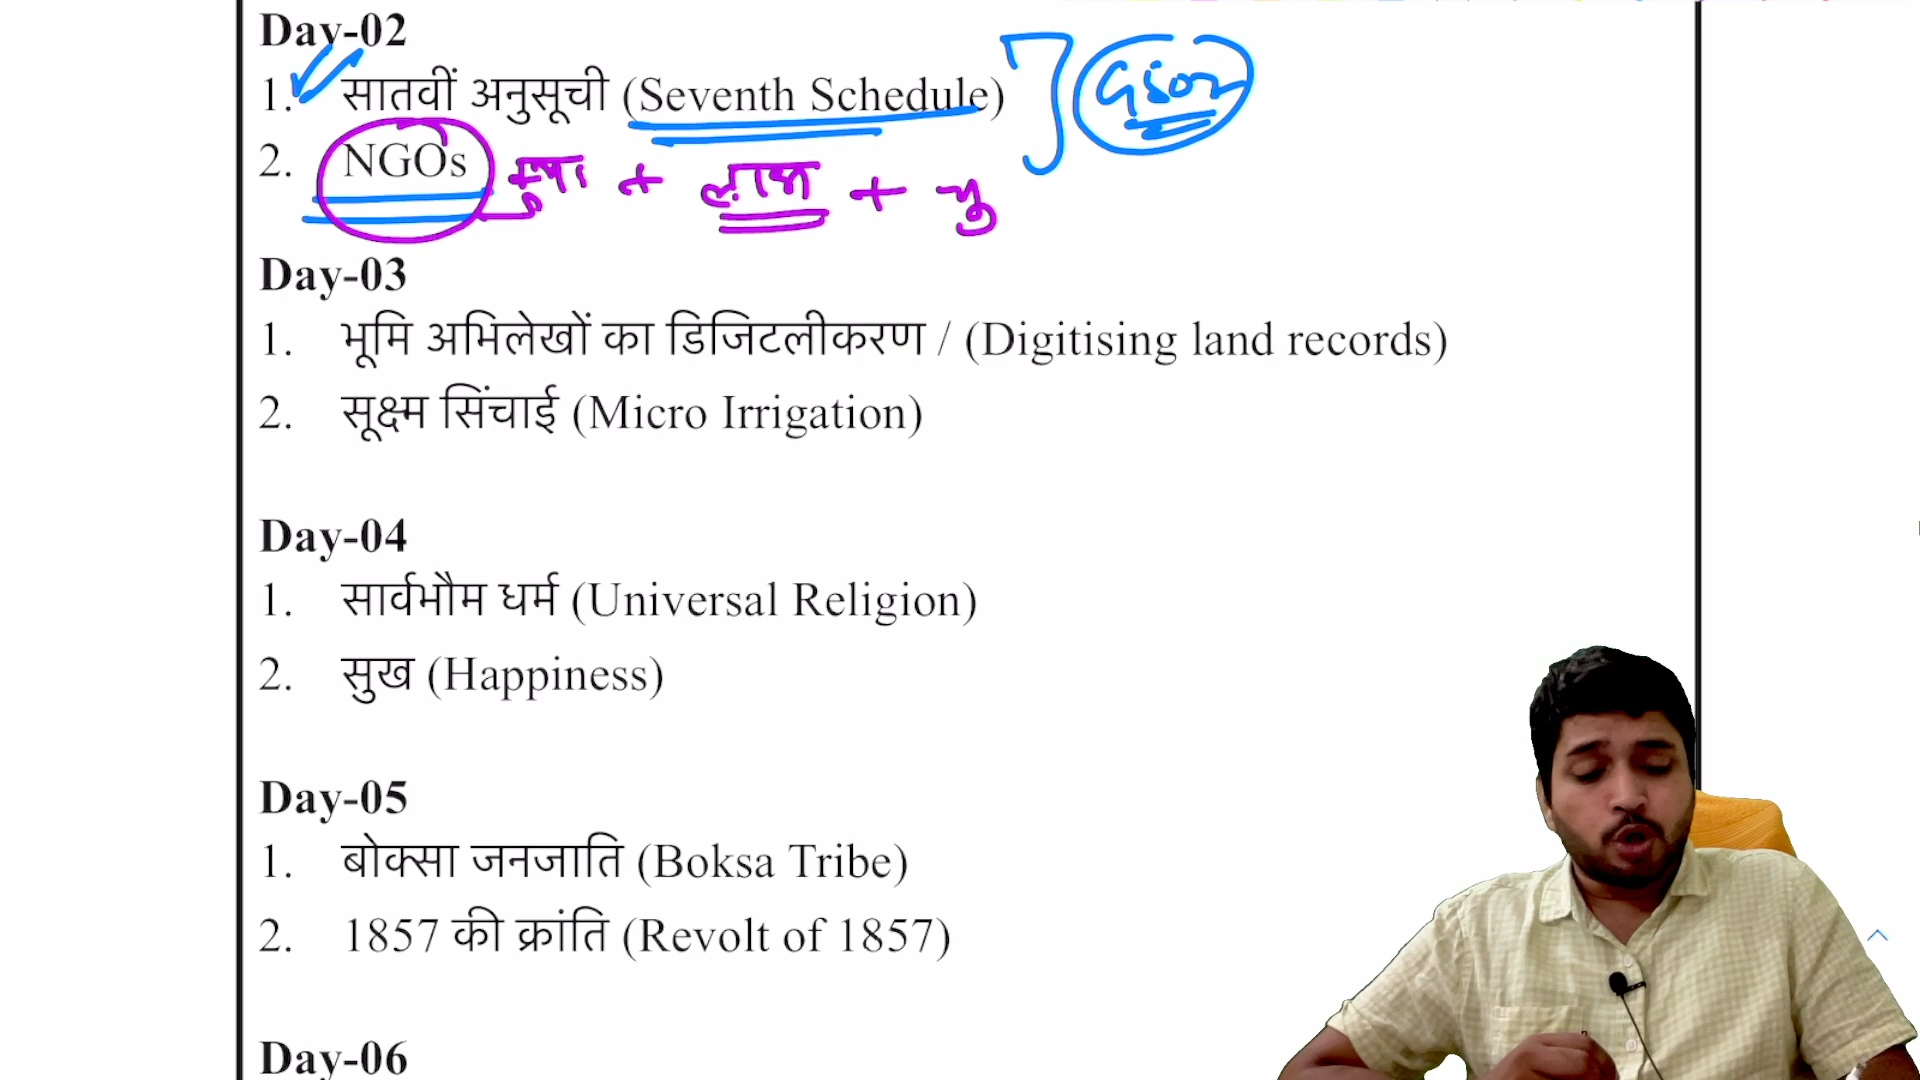 Day-02
1. सातवीं अनुसूची (Seventh Schedule)
2. NGOs + लाभ +
Day-03
1. भूमि अभिलेखों का डिजिटलीकरण / (Digitising land records)
2. सूक्ष्म सिंचाई (Micro Irrigation)
Day-04
1. सार्वभौम धर्म (Universal Religion)
2. सुख (Happiness)
Day-05
1. बोक्सा जनजाति (Boksa Tribe)
2. 1857 की क्रांति (Revolt of 1857)
Day-06